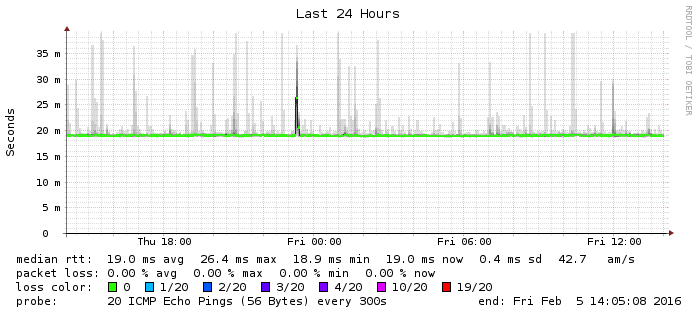 Last 24 Hours
RRDTOOL / TOBI OETIKER
Seconds
35 m
30 m
25 m
20 m
15 m
10 m
5 m
0
Thu 18:00 Fri 00:00 Fri 06:00 Fri 12:00
median rtt: 19.0 ms avg 26.4 ms max 18.9 ms min 19.0 ms now 0.4 ms sd 42.7 am/s
packet loss: 0.00 % avg 0.00 % max 0.00 % min 0.00 % now
loss color: 0 1/20 2/20 3/20 4/20 10/20 19/20
probe: 20 ICMP Echo Pings (56 Bytes) every 300s end: Fri Feb 5 14:05:08 2016